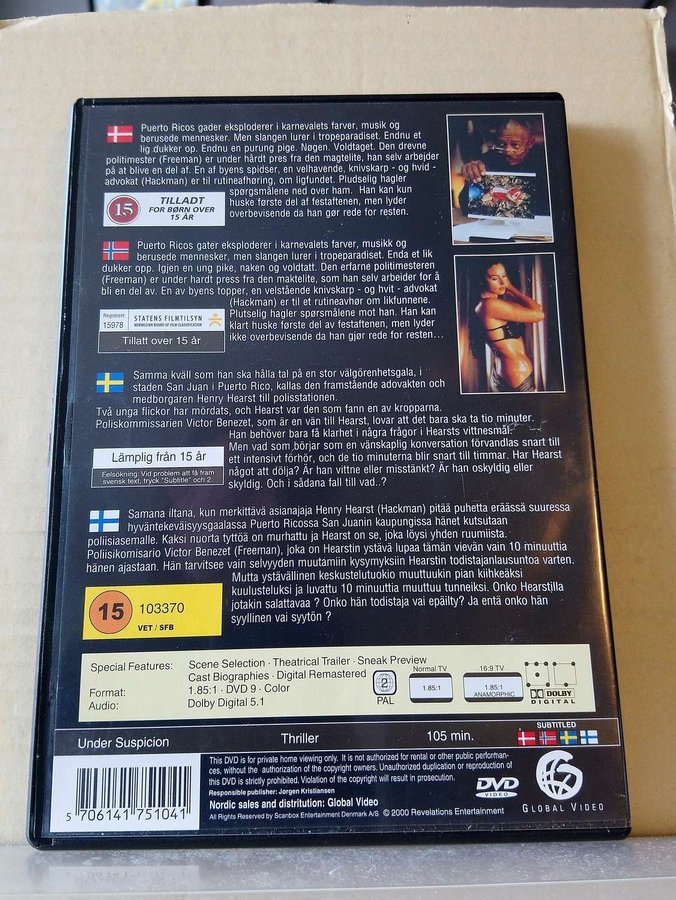 Puerto Ricos gader eksploderer i karnevalets farver, musik og
berusede mennesker. Men slangen lurer i tropeparadiset. Endnu et
lig dukker op. Endnu en purung pige. Nøgen. Voldtaget. Den drevne
politimester (Freeman) er under hårdt pres fra den magtelite, han selv arbejder
på at blive en del af. En af byens spidser, en velhavende, knivskarp - og hvid -
advokat (Hackman) er til rutineafhøring, om ligfundet. Pludselig hagler
spørgsmålene ned over ham. Han kan kun
huske første del af festaftenen, men lyder
overbevisende da han gør rede for resten.
15
TILLADT
FOR BØRN OVER
15 ÅR
Puerto Ricos gater eksploderer i karnevalets farver, musikk og
berusede mennesker, men slangen lurer i tropeparadiset. Enda et lik
dukker opp. Igjen en ung pike, naken og voldtatt. Den erfarne politimesteren
(Freeman) er under hardt press fra den maktelite, som han selv arbeider for å
bli en del av. En av byens topper, en velstående knivskarp - og hvit - advokat
(Hackman) er til et rutineavhør om likfunnene.
Plutselig hagler spørsmålene mot han. Han kan
klart huske første del av festaftenen, men lyder
ikke overbevisende da han gjør rede for resten...
Registrert
15978
STATENS FILMTILSYN
NORWEGIAN BOARD OF FILM CLASSIFICATION
Tillatt over 15 år
Samma kväll som han ska hålla tal på en stor välgörenhetsgala, i
staden San Juan i Puerto Rico, kallas den framstående advokaten och
medborgaren Henry Hearst till polisstationen.
Två unga flickor har mördats, och Hearst var den som fann en av kropparna.
Poliskommissarien Victor Benezet, som är en vän till Hearst, lovar att det bara ska ta tio minuter.
Han behöver bara få klarhet i några frågor i Hearsts vittnesmål.
Men vad som börjar som en vänskaplig konversation förvandlas snart till
ett intensivt förhör, och de tio minuterna blir snart till timmar. Har Hearst
något att dölja? Är han vittne eller misstänkt? Är han oskyldig eller
skyldig. Och i sådana fall till vad..?
Lämplig från 15 år
Felsökning: Vid problem att få fram
svensk text, tryck "Subtitle" och 2.
Samana iltana, kun merkittävä asianajaja Henry Hearst (Hackman) pitää puhetta eräässä suuressa
hyväntekeväisyysgaalassa Puerto Ricossa San Juanin kaupungissa hänet kutsutaan
poliisiasemalle. Kaksi nuorta tyttöä on murhattu ja Hearst on se, joka löysi yhden ruumiista.
Poliisikomisario Victor Benezet (Freeman), joka on Hearstin ystävä lupaa tämän vievän vain 10 minuuttia
hänen ajastaan. Hän tarvitsee vain selvyyden muutamiin kysymyksiin Hearstin todistajanlausuntoa varten.
Mutta ystävällinen keskustelutuokio muuttuukin pian kiihkeäksi
kuulusteluksi ja luvattu 10 minuuttia muuttuu tunneiksi. Onko Hearstilla
jotakin salattavaa ? Onko hän todistaja vai epäilty? Ja entä onko hän
syyllinen vai syytön ?
15
103370
VET / SFB
Special Features: Scene Selection · Theatrical Trailer · Sneak Preview
Cast Biographies · Digital Remastered
Format: 1.85:1 · DVD 9 · Color
Audio: Dolby Digital 5.1
2
PAL
Normal TV
1.85:1
16:9 TV
1.85:1
ANAMORPHIC
DOLBY
DIGITAL
Under Suspicion
Thriller
105 min.
SUBTITLED
This DVD is for private home viewing only. It is not authorized for rental or other public performan-
ces, without the authorization of the copyright owners. Unauthorized duplication or reproduction of
this DVD is strictly prohibited. Violation of the copyright will result in prosecution.
Responsible publisher: Jørgen Kristiansen
Nordic sales and distritution: Global Video
All Rights Reserved by Scanbox Entertainment Denmark A/S © 2000 Revelations Entertainment
DVD
VIDEO
GLOBAL VIDEO
5 706141 751041